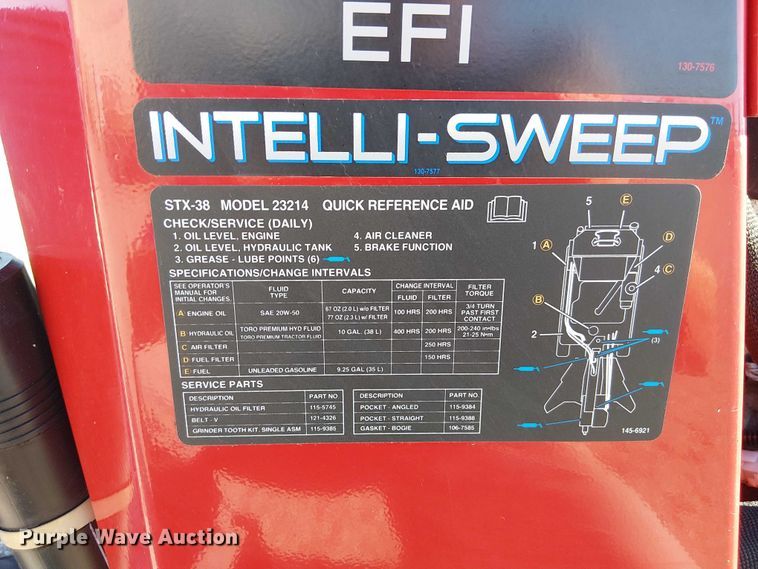 EFI
130-7576
INTELLI-SWEEP™
130-7577
STX-38 MODEL 23214 QUICK REFERENCE AID
CHECK/SERVICE (DAILY)
1. OIL LEVEL, ENGINE
2. OIL LEVEL, HYDRAULIC TANK
3. GREASE - LUBE POINTS (6)
4. AIR CLEANER
5. BRAKE FUNCTION
SPECIFICATIONS/CHANGE INTERVALS
SEE OPERATOR'S MANUAL FOR INITIAL CHANGES. FLUID TYPE CAPACITY CHANGE INTERVAL FLUID FILTER FILTER TORQUE
A ENGINE OIL SAE 20W-50 67 OZ (2.0 L) w/o FILTER 77 OZ (2.3 L) w/ FILTER 100 HRS 200 HRS 3/4 TURN PAST FIRST CONTACT
B HYDRAULIC OIL TORO PREMIUM HYD FLUID TORO PREMIUM TRACTOR FLUID 10 GAL (38 L) 400 HRS 200 HRS 200-240 in•lbs 21-25 N•m
C AIR FILTER 250 HRS
D FUEL FILTER 150 HRS
E FUEL UNLEADED GASOLINE 9.25 GAL (35 L)
SERVICE PARTS
DESCRIPTION PART NO
HYDRAULIC OIL FILTER 115-5745
BELT - V 121-4326
GRINDER TOOTH KIT, SINGLE ASM 115-9385
DESCRIPTION PART NO.
POCKET - ANGLED 115-9384
POCKET - STRAIGHT 115-9388
GASKET - BOGIE 106-7585
5 E
1 A
D
4 C
B
2
(3)
145-6921
Purple Wave Auction